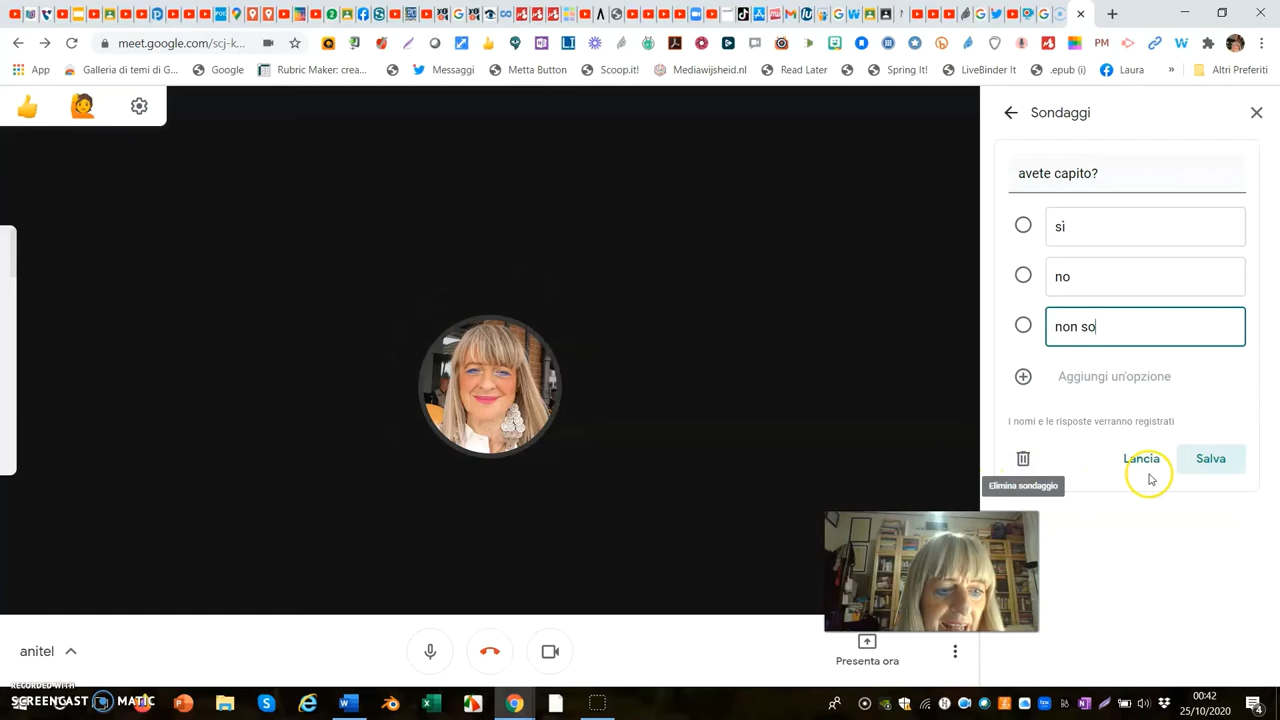 meet.google.com/scj-k...
App
Galleria di temi di G...
Google
Rubric Maker: crea...
Messaggi
Metta Button
Scoop.it!
Mediawijsheid.nl
Read Later
Spring It!
LiveBinder It
.epub (i)
Laura
»
Altri Preferiti
Sondaggi
avete capito?
sì
no
non so
Aggiungi un'opzione
I nomi e le risposte verranno registrati
Lancia
Salva
Elimina sondaggio
anitel
Presenta ora
RECORDED WITH
SCREENCAST MATIC
00:42
25/10/2020
4